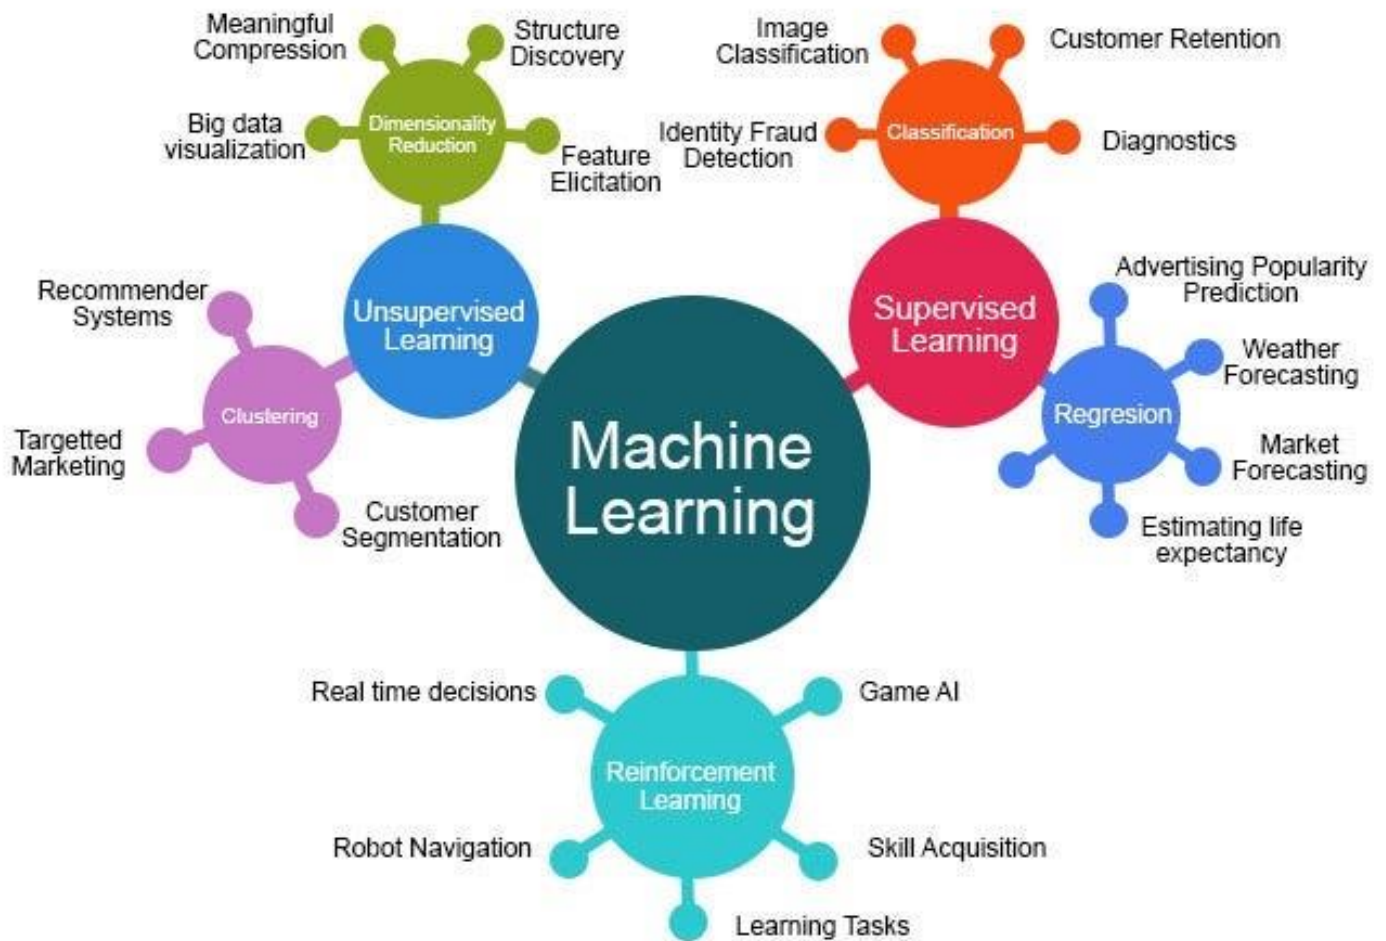 Meaningful
Compression
Structure
Discovery
Big data
visualization
Dimensionality
Reduction
Feature
Elicitation
Image
Classification
Customer Retention
Identity Fraud
Detection
Classification
Diagnostics
Recommender
Systems
Unsupervised
Learning
Clustering
Targetted
Marketing
Customer
Segmentation
Supervised
Learning
Advertising Popularity
Prediction
Weather
Forecasting
Regresion
Market
Forecasting
Estimating life
expectancy
Machine
Learning
Real time decisions
Game AI
Reinforcement
Learning
Robot Navigation
Skill Acquisition
Learning Tasks